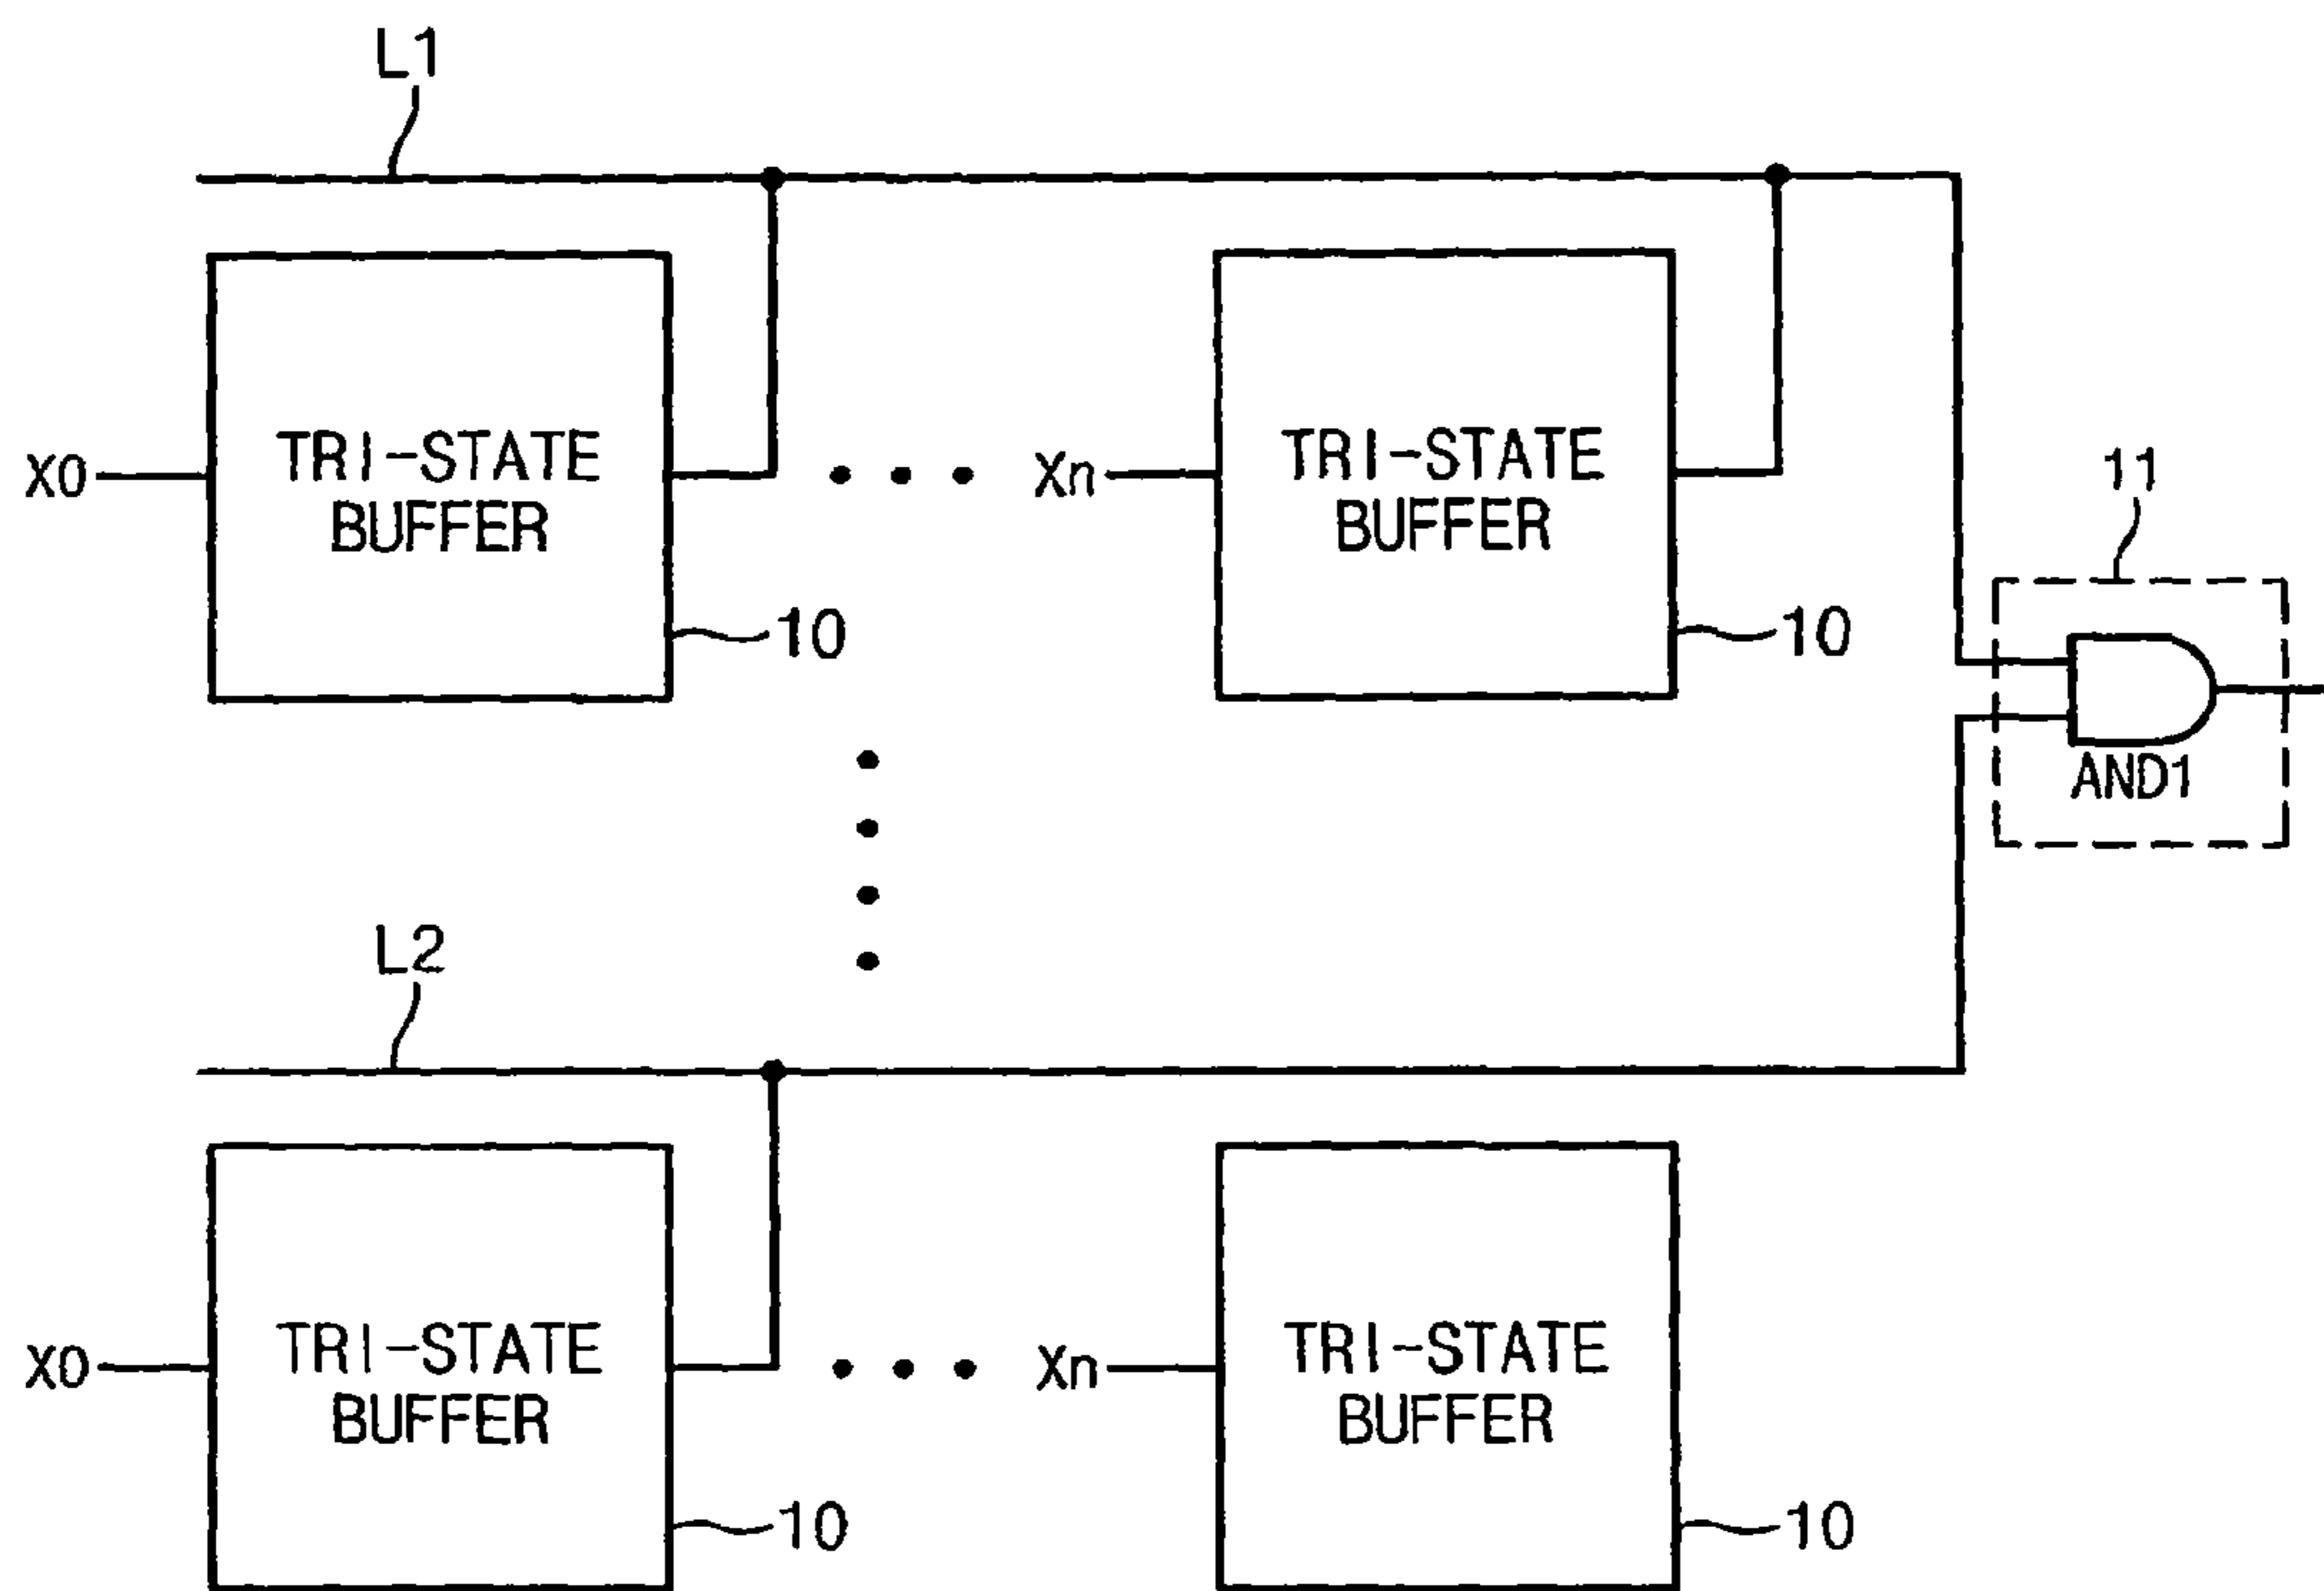 L1
X0
TRI-STATE
BUFFER
10
Xn
TRI-STATE
BUFFER
10
11
AND1
L2
X0
TRI-STATE
BUFFER
10
Xn
TRI-STATE
BUFFER
10